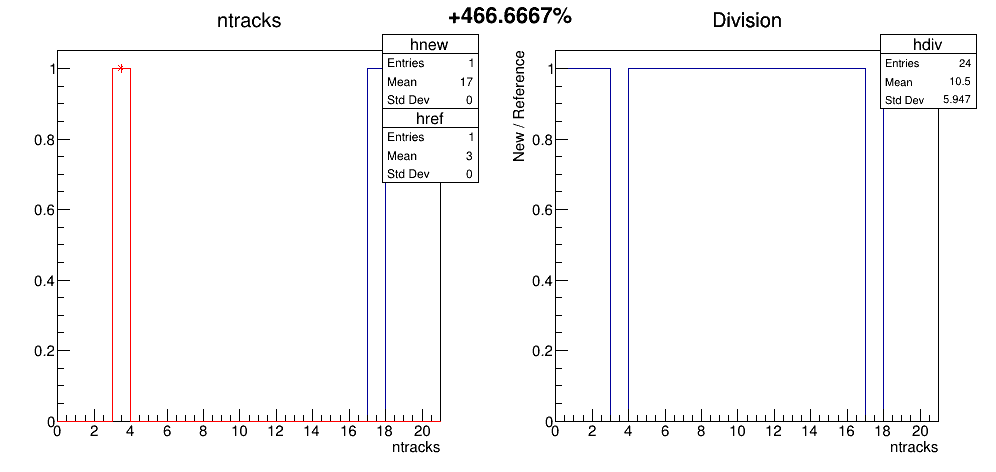 +466.6667%
ntracks
hnew
Entries 1
Mean 17
Std Dev 0
href
Entries 1
Mean 3
Std Dev 0
1
0.8
0.6
0.4
0.2
0
0 2 4 6 8 10 12 14 16 18 20
ntracks
Division
hdiv
Entries 24
Mean 10.5
Std Dev 5.947
New / Reference
1
0.8
0.6
0.4
0.2
0
0 2 4 6 8 10 12 14 16 18 20
ntracks